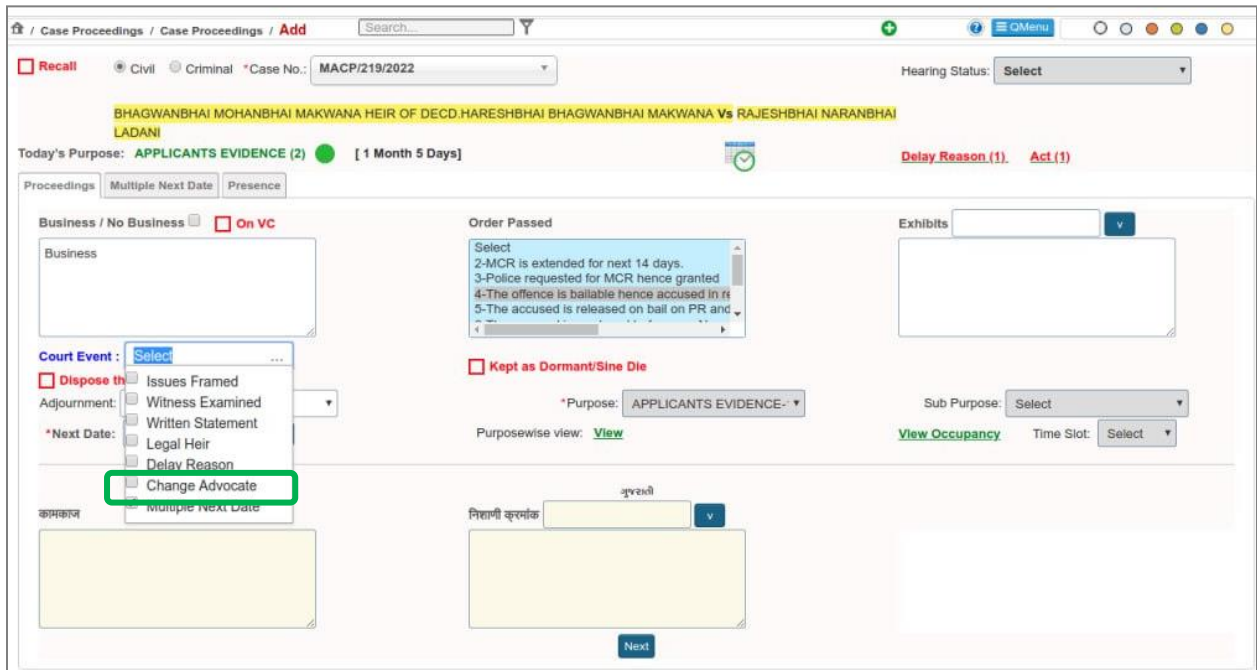 / Case Proceedings / Case Proceedings / Add Search... QMenu
Recall Civil Criminal *Case No.: MACP/219/2022 Hearing Status: Select
BHAGWANBHAI MOHANBHAI MAKWANA HEIR OF DECD.HARESHBHAI BHAGWANBHAI MAKWANA Vs RAJESHBHAI NARANBHAI
LADANI
Today's Purpose: APPLICANTS EVIDENCE (2) [ 1 Month 5 Days] Delay Reason (1) Act (1)
Proceedings Multiple Next Date Presence
Business / No Business On VC Order Passed Exhibits v
Business
Select
2-MCR is extended for next 14 days.
3-Police requested for MCR hence granted
4-The offence is bailable hence accused in re
5-The accused is released on bail on PR and
Court Event : Select ... Kept as Dormant/Sine Die
Dispose th
Issues Framed
Adjournment: Witness Examined *Purpose: APPLICANTS EVIDENCE- Sub Purpose: Select
Written Statement
*Next Date: Legal Heir Purposewise view: View View Occupancy Time Slot: Select
Delay Reason
Change Advocate
Multiple Next Date
ગુજરાતી
कामकाज निशाणी क्रमांक v
Next